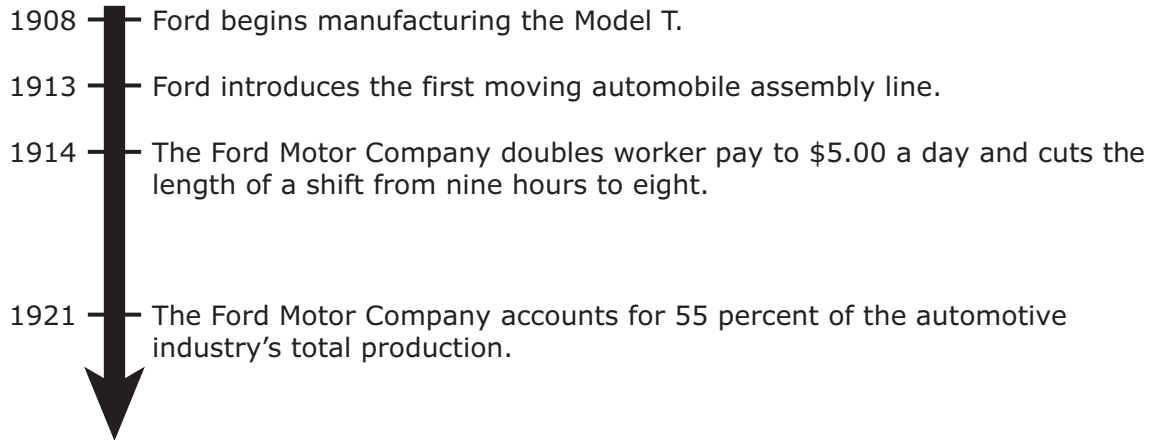 1908 Ford begins manufacturing the Model T.
1913 Ford introduces the first moving automobile assembly line.
1914 The Ford Motor Company doubles worker pay to $5.00 a day and cuts the
length of a shift from nine hours to eight.
1921 The Ford Motor Company accounts for 55 percent of the automotive
industry’s total production.